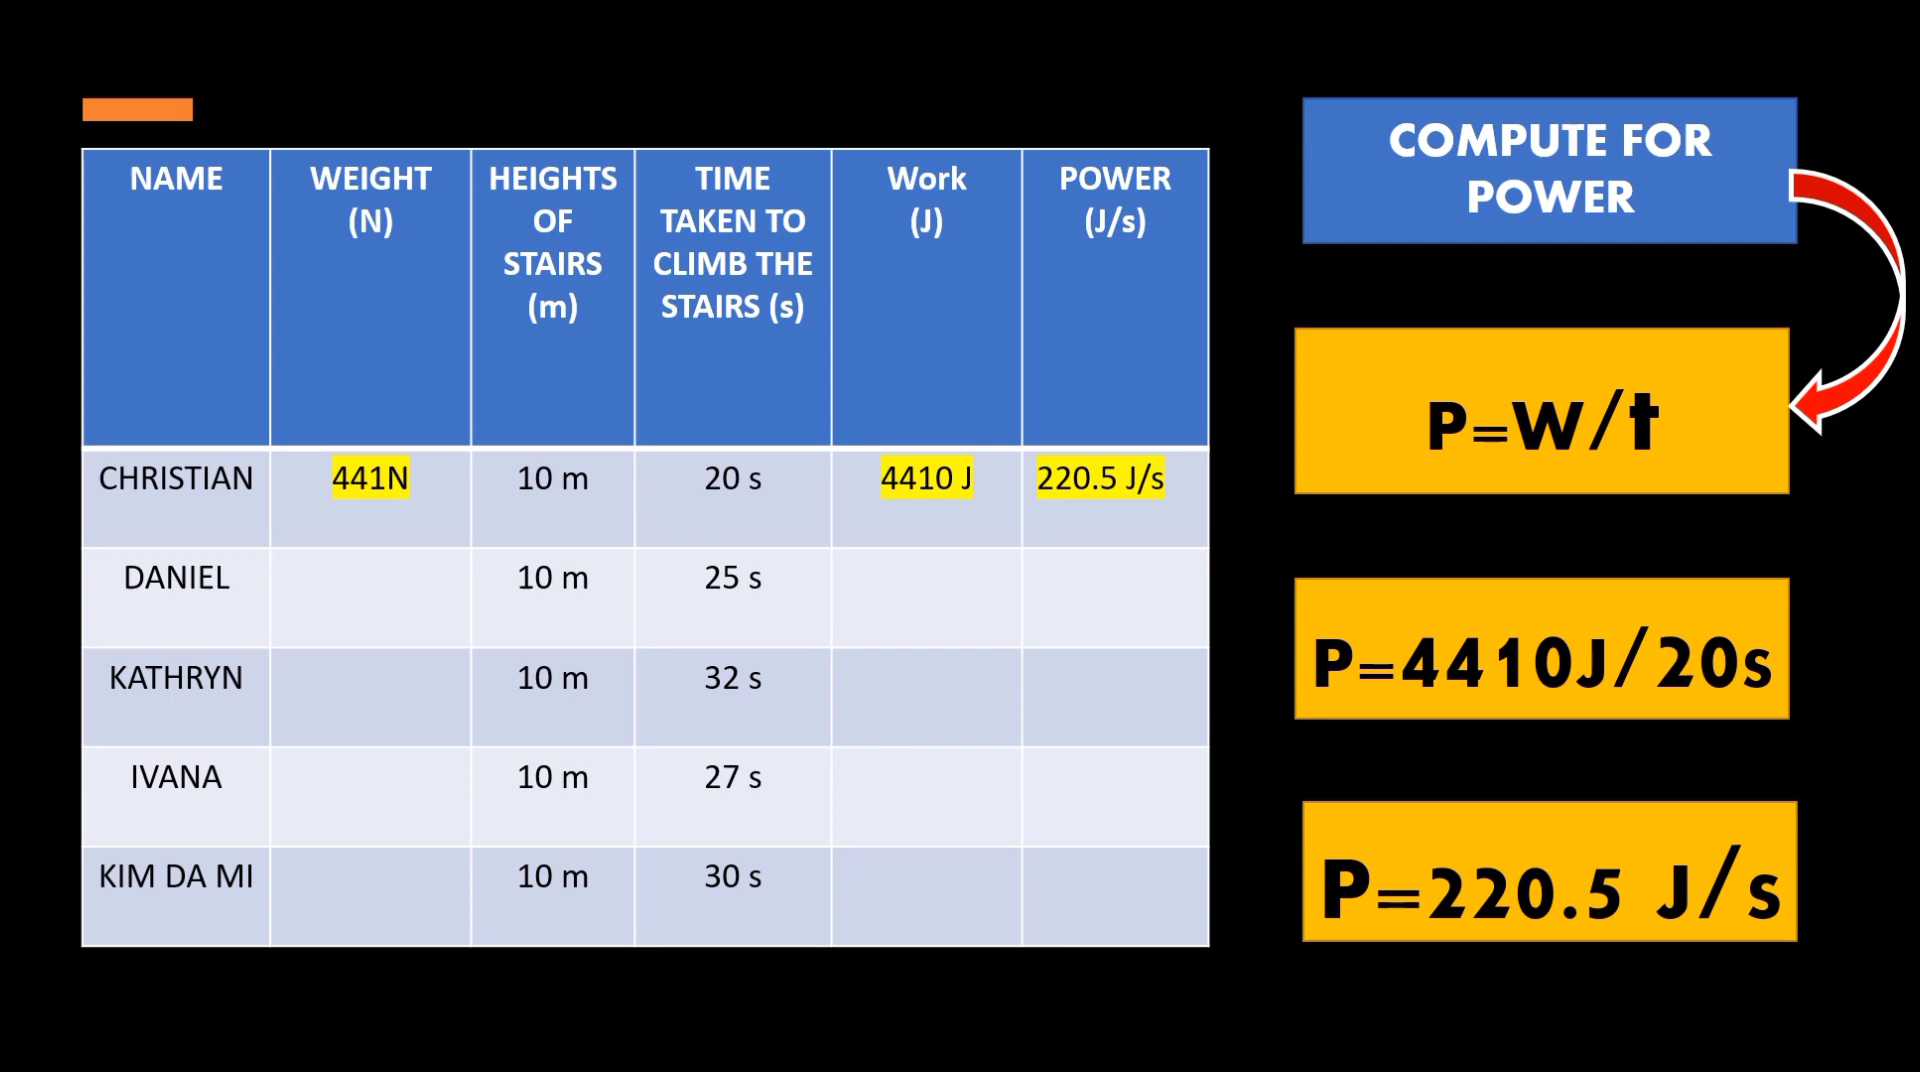 NAME
WEIGHT
(N)
HEIGHTS
OF
STAIRS
(m)
TIME
TAKEN TO
CLIMB THE
STAIRS (s)
Work
(J)
POWER
(J/s)
CHRISTIAN 441N 10 m 20 s 4410 J 220.5 J/s
DANIEL 10 m 25 s
KATHRYN 10 m 32 s
IVANA 10 m 27 s
KIM DA MI 10 m 30 s
COMPUTE FOR
POWER
P=W/t
P=4410J/20s
P=220.5 J/s